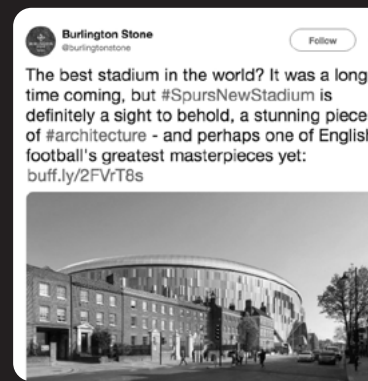 Burlington Stone
@burlingtonstone
Follow
The best stadium in the world? It was a long
time coming, but #SpursNewStadium is
definitely a sight to behold, a stunning piece
of #architecture - and perhaps one of English
football's greatest masterpieces yet:
buff.ly/2FVrT8s